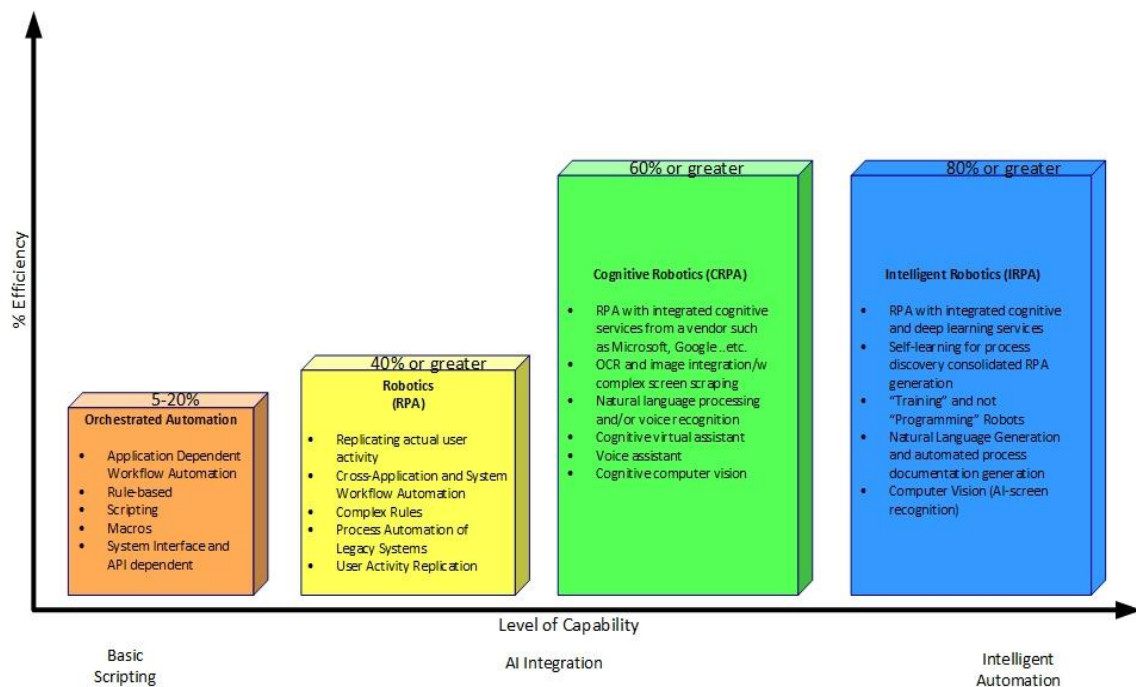 % Efficiency
5-20%
Orchestrated Automation
• Application Dependent
Workflow Automation
• Rule-based
• Scripting
• Macros
• System Interface and
API dependent
40% or greater
Robotics
(RPA)
• Replicating actual user
activity
• Cross-Application and System
Workflow Automation
• Complex Rules
• Process Automation of
Legacy Systems
• User Activity Replication
60% or greater
Cognitive Robotics (CRPA)
• RPA with integrated cognitive
services from a vendor such
as Microsoft, Google ..etc.
• OCR and image integration/w
complex screen scraping
• Natural language processing
and/or voice recognition
• Cognitive virtual assistant
• Voice assistant
• Cognitive computer vision
80% or greater
Intelligent Robotics (IRPA)
• RPA with integrated cognitive
and deep learning services
• Self-learning for process
discovery consolidated RPA
generation
• “Training” and not
“Programming” Robots
• Natural Language Generation
and automated process
documentation generation
• Computer Vision (AI-screen
recognition)
Level of Capability
Basic
Scripting
AI Integration
Intelligent
Automation